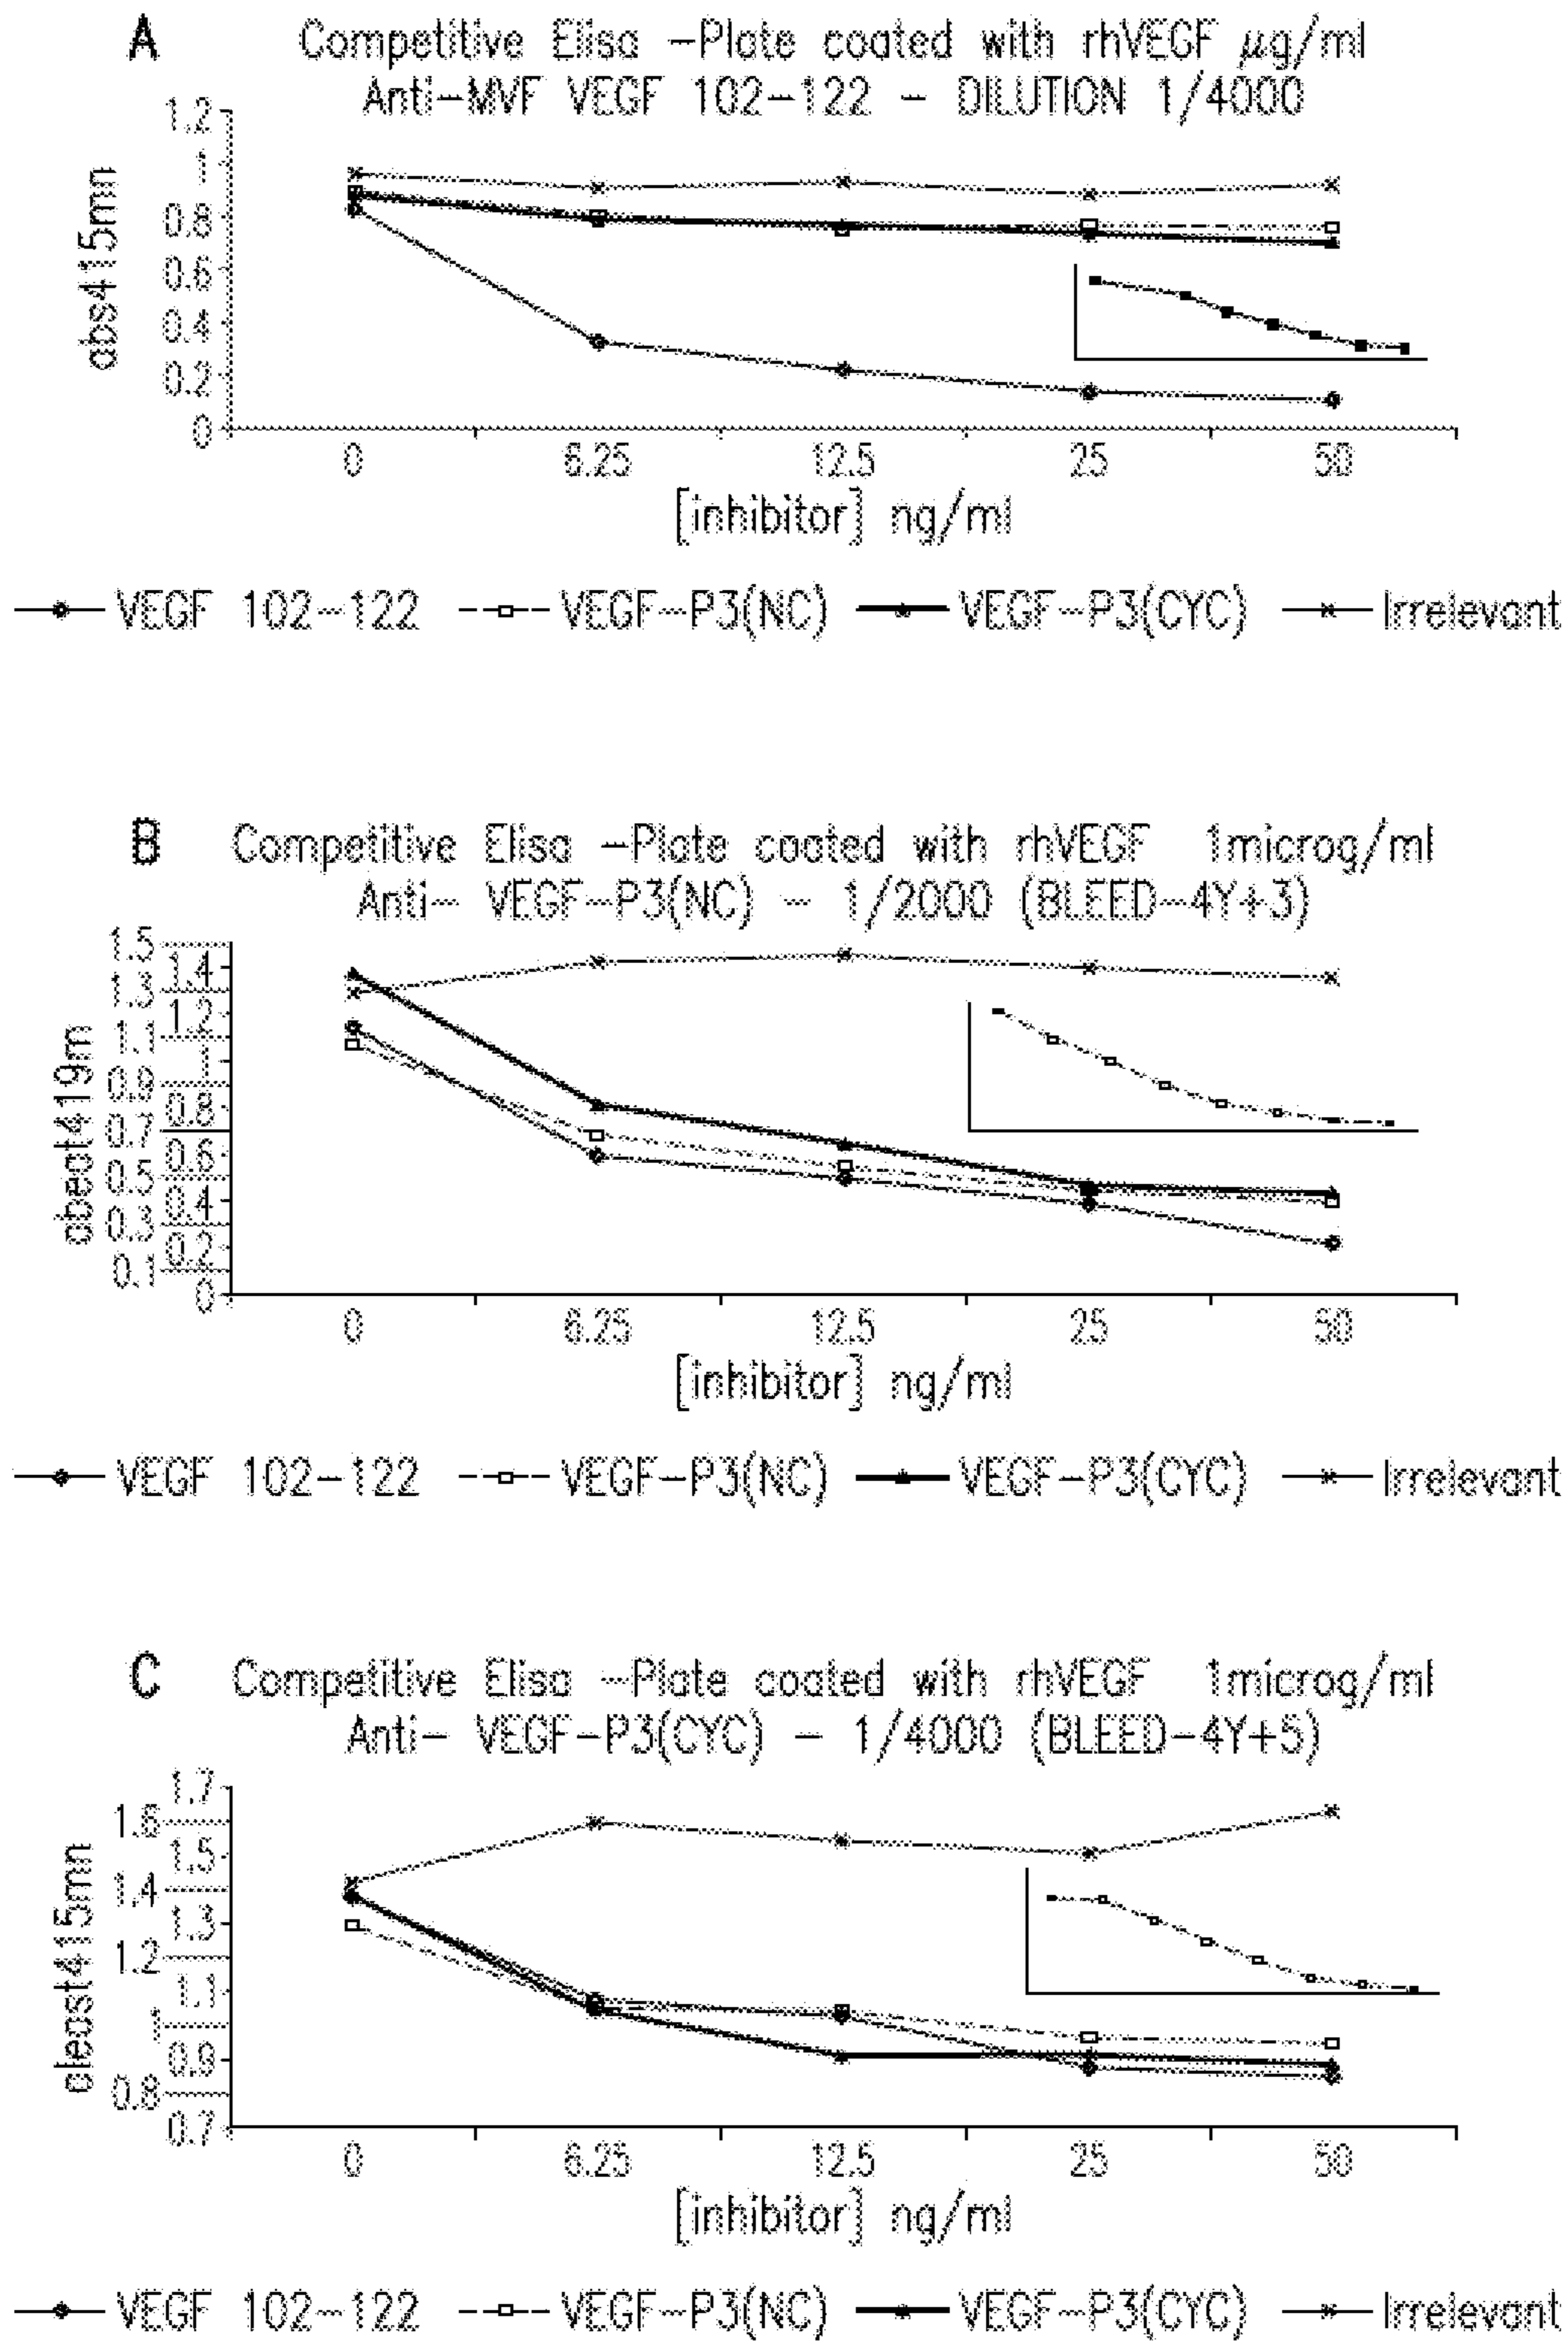 A
Competitive Elisa -Plate coated with rhVEGF µg/ml
Anti-MVF VEGF 102-122 - DILUTION 1/4000
1.2
1
0.8
0.6
0.4
0.2
0
abs415mn
0 6.25 12.5 25 50
[inhibitor] ng/ml
VEGF 102-122 VEGF-P3(NC) VEGF-P3(CYC) Irrelevant
B
Competitive Elisa -Plate coated with rhVEGF 1microg/ml
Anti- VEGF-P3(NC) - 1/2000 (BLEED-4Y+3)
1.5
1.4
1.3
1.2
1.1
1
0.9
0.8
0.7
0.6
0.5
0.4
0.3
0.2
0.1
0
abeat419m
0 6.25 12.5 25 50
[inhibitor] ng/ml
VEGF 102-122 VEGF-P3(NC) VEGF-P3(CYC) Irrelevant
C
Competitive Elisa -Plate coated with rhVEGF 1microg/ml
Anti- VEGF-P3(CYC) - 1/4000 (BLEED-4Y+5)
1.7
1.6
1.5
1.4
1.3
1.2
1.1
1
0.9
0.8
0.7
eleast415mn
0 6.25 12.5 25 50
[inhibitor] ng/ml
VEGF 102-122 VEGF-P3(NC) VEGF-P3(CYC) Irrelevant